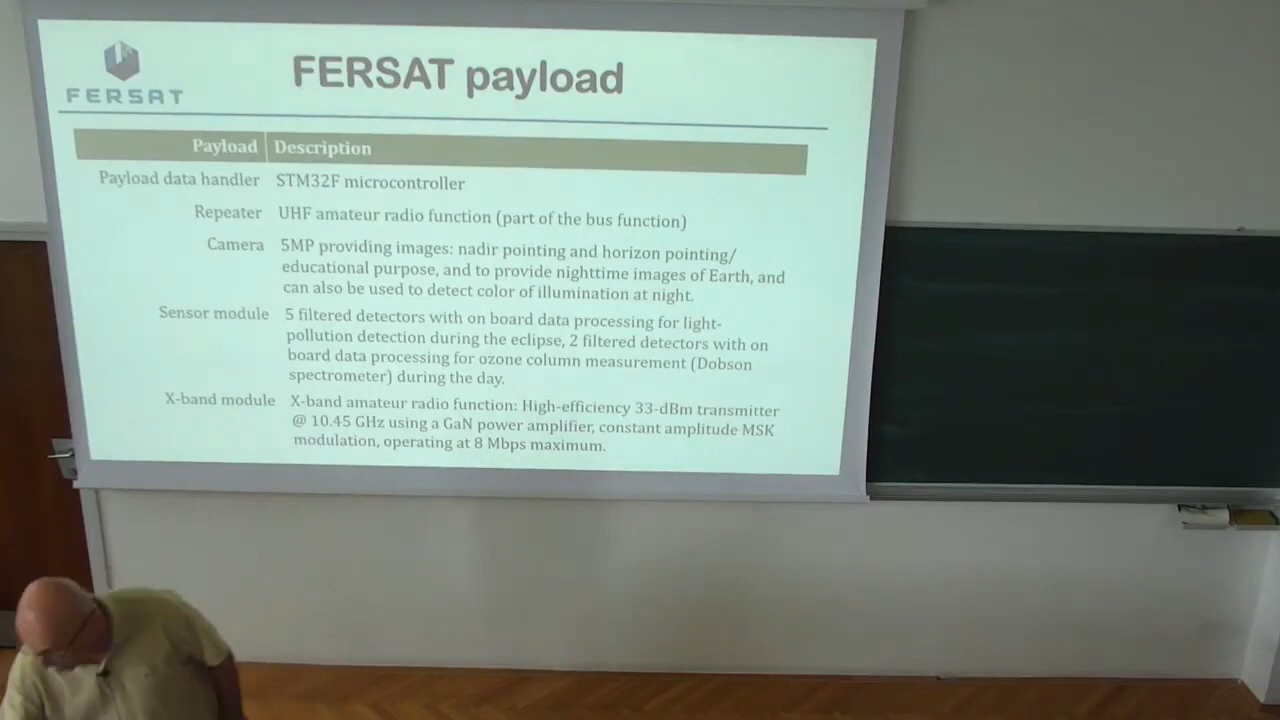 FERSAT
FERSAT payload
Payload Description
Payload data handler STM32F microcontroller
Repeater UHF amateur radio function (part of the bus function)
Camera 5MP providing images: nadir pointing and horizon pointing/
educational purpose, and to provide nighttime images of Earth, and
can also be used to detect color of illumination at night.
Sensor module 5 filtered detectors with on board data processing for light-
pollution detection during the eclipse, 2 filtered detectors with on
board data processing for ozone column measurement (Dobson
spectrometer) during the day.
X-band module X-band amateur radio function: High-efficiency 33-dBm transmitter
@ 10.45 GHz using a GaN power amplifier, constant amplitude MSK
modulation, operating at 8 Mbps maximum.